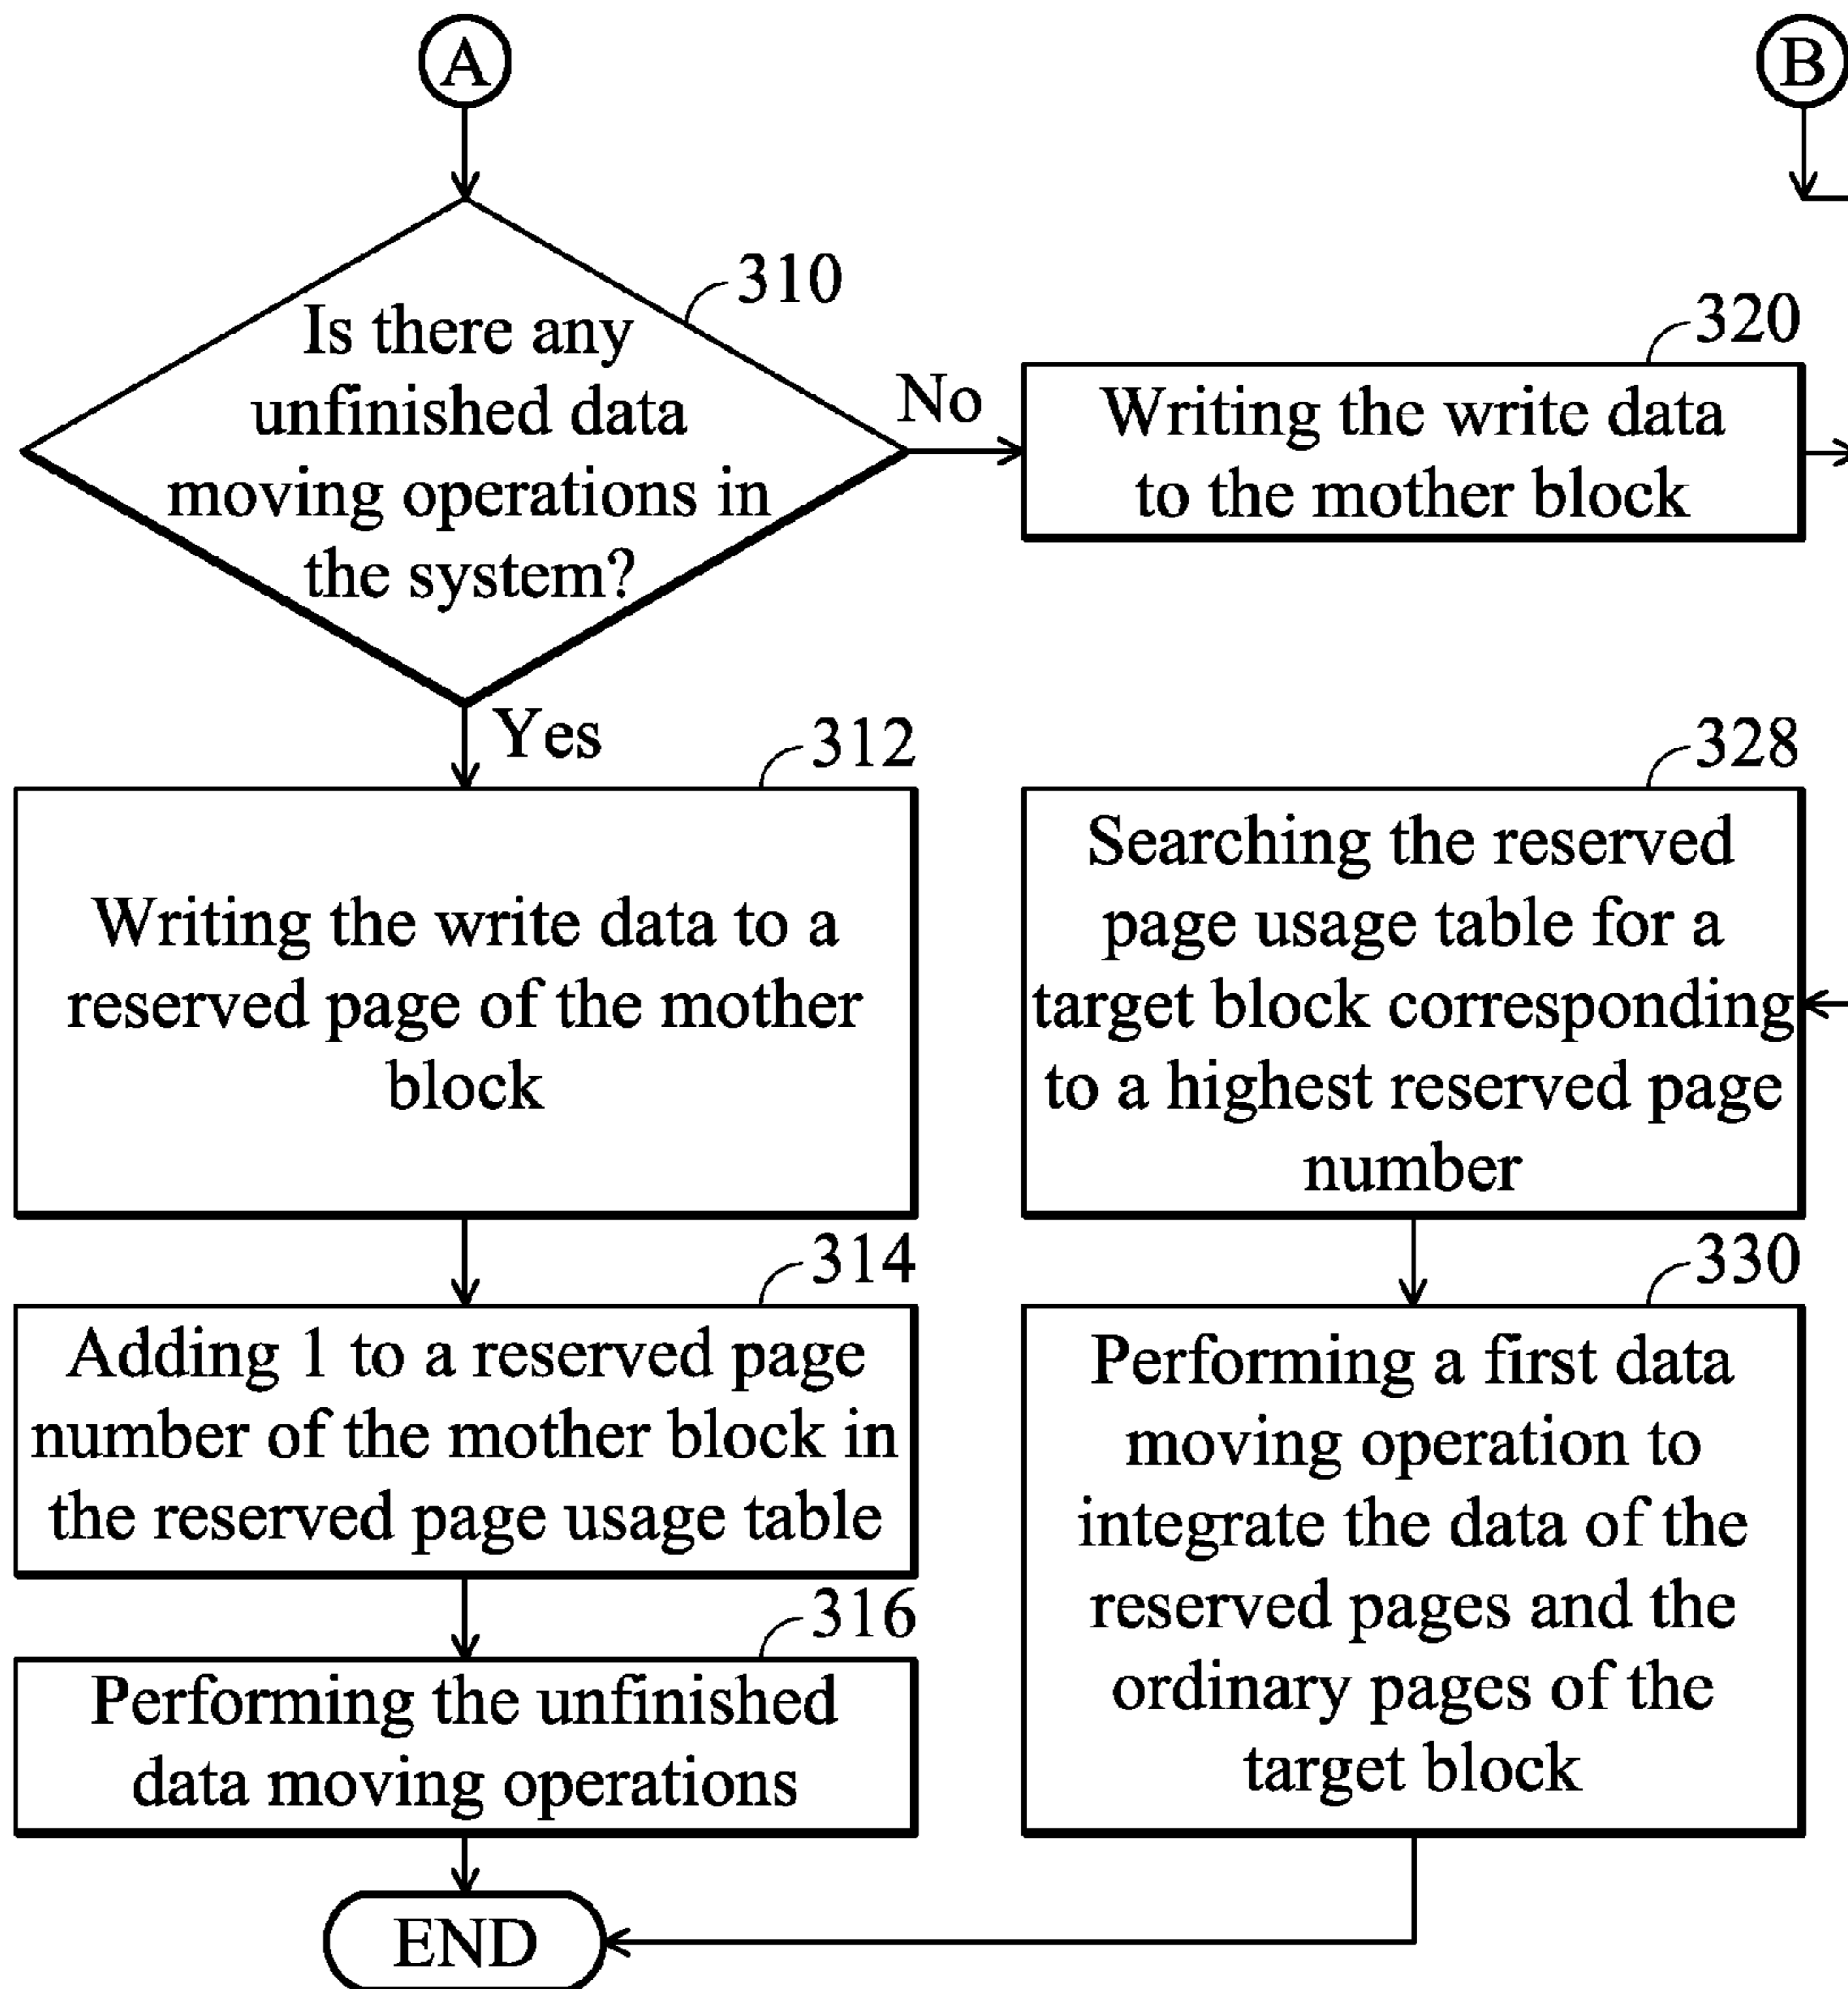 A
B
310
Is there any
unfinished data
moving operations in
the system?
No
320
Writing the write data
to the mother block
Yes
312
Writing the write data to a
reserved page of the mother
block
328
Searching the reserved
page usage table for a
target block corresponding
to a highest reserved page
number
314
Adding 1 to a reserved page
number of the mother block in
the reserved page usage table
330
Performing a first data
moving operation to
integrate the data of the
reserved pages and the
ordinary pages of the
target block
316
Performing the unfinished
data moving operations
END